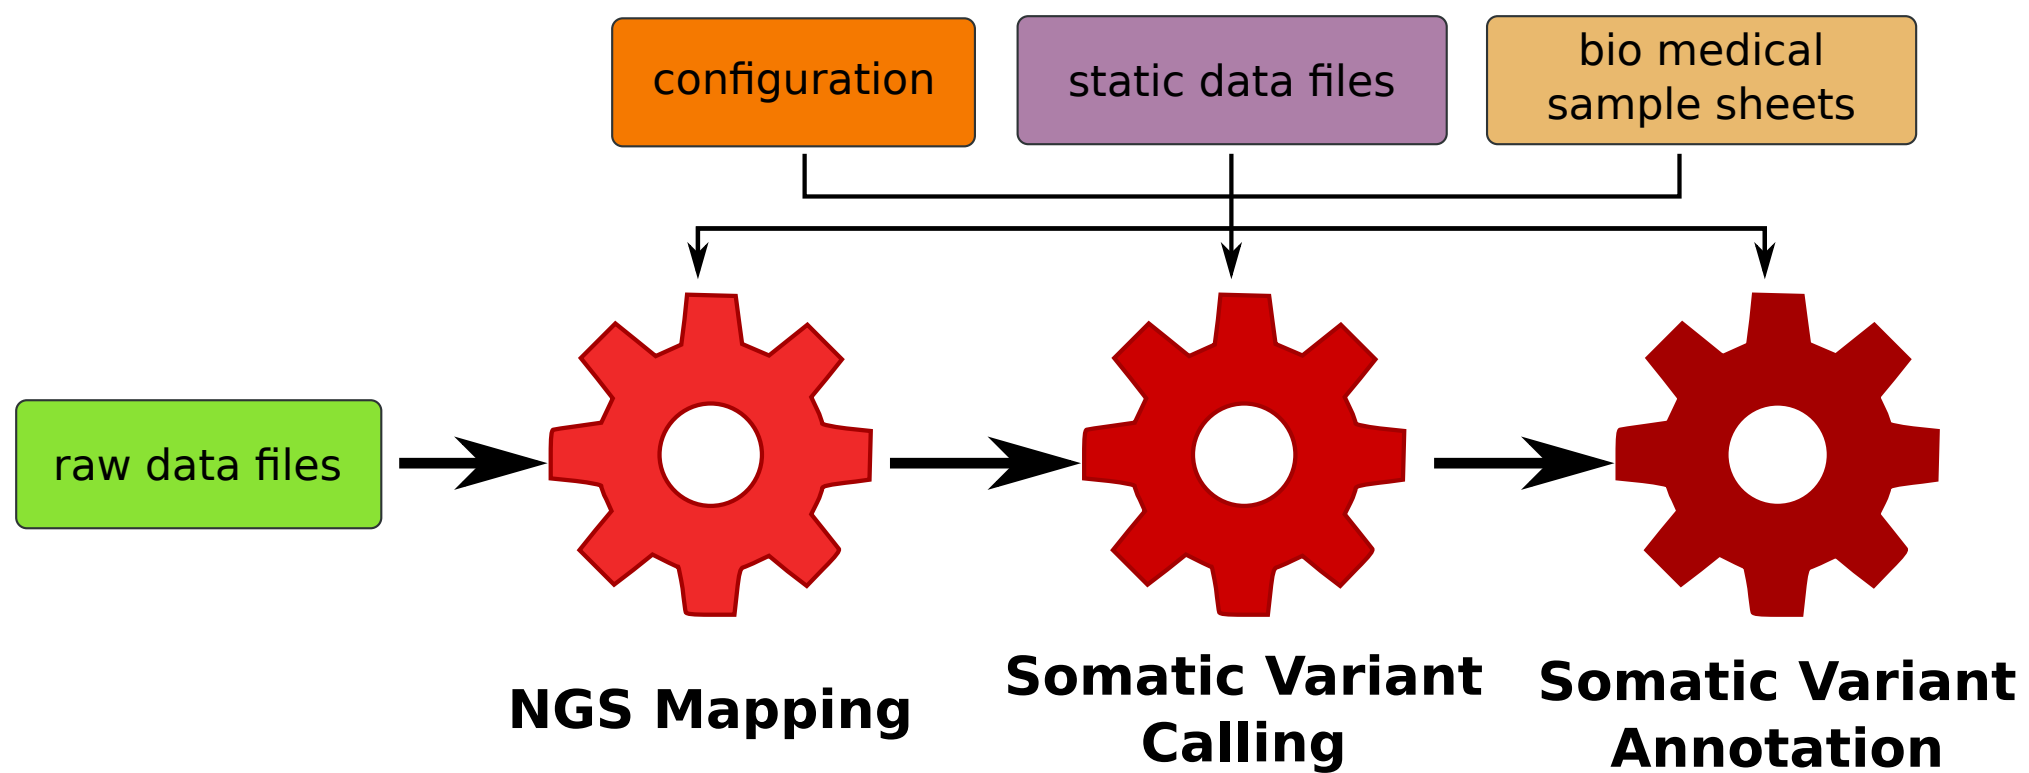 configuration
static data files
bio medical
sample sheets
raw data files
NGS Mapping
Somatic Variant
Calling
Somatic Variant
Annotation